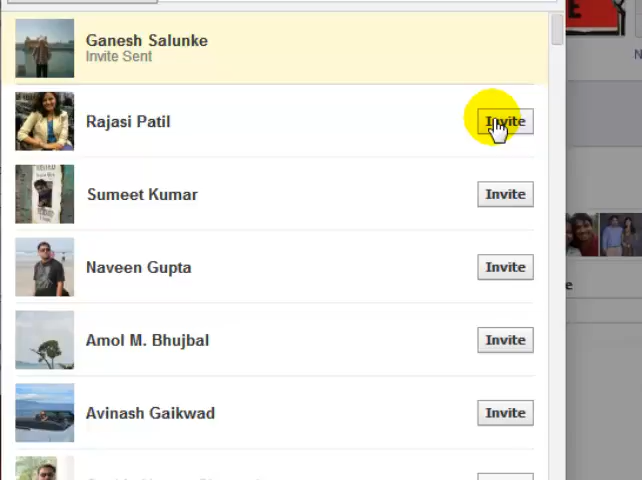 Ganesh Salunke
Invite Sent
Rajasi Patil
Invite
Sumeet Kumar
Invite
Naveen Gupta
Invite
Amol M. Bhujbal
Invite
Avinash Gaikwad
Invite